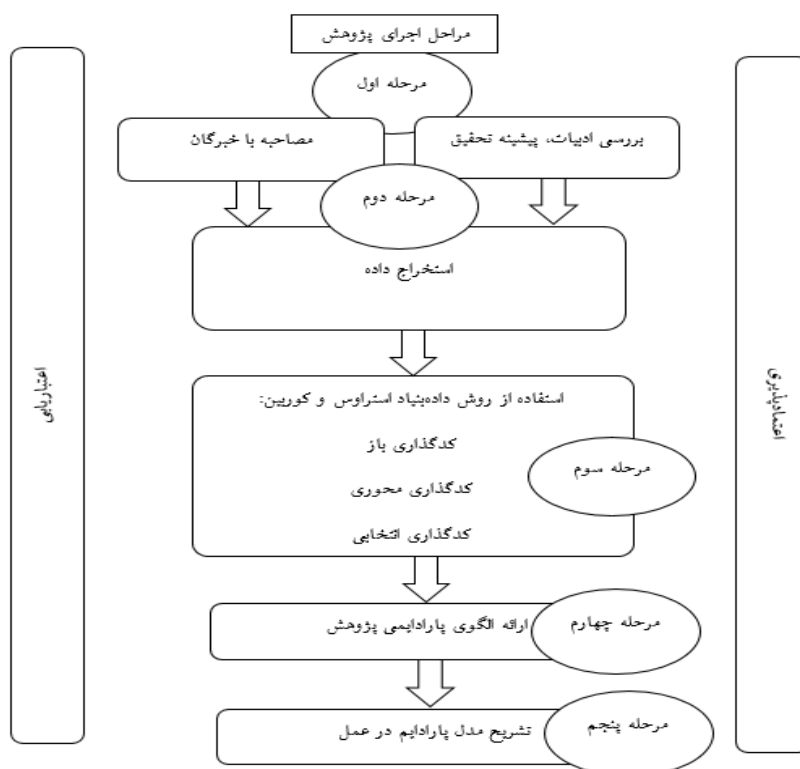 مراحل اجرای پژوهش
مرحله اول
بررسی ادبیات، پیشینه تحقیق
مصاحبه با خبرگان
مرحله دوم
استخراج داده
استفاده از روش داده‌بنیاد استراوس و کوربین:
کدگذاری باز
کدگذاری محوری
کدگذاری انتخابی
مرحله سوم
مرحله چهارم
ارائه الگوی پارادایمی پژوهش
مرحله پنجم
تشریح مدل پارادایم در عمل
اعتمادپذیری
اعتباریابی